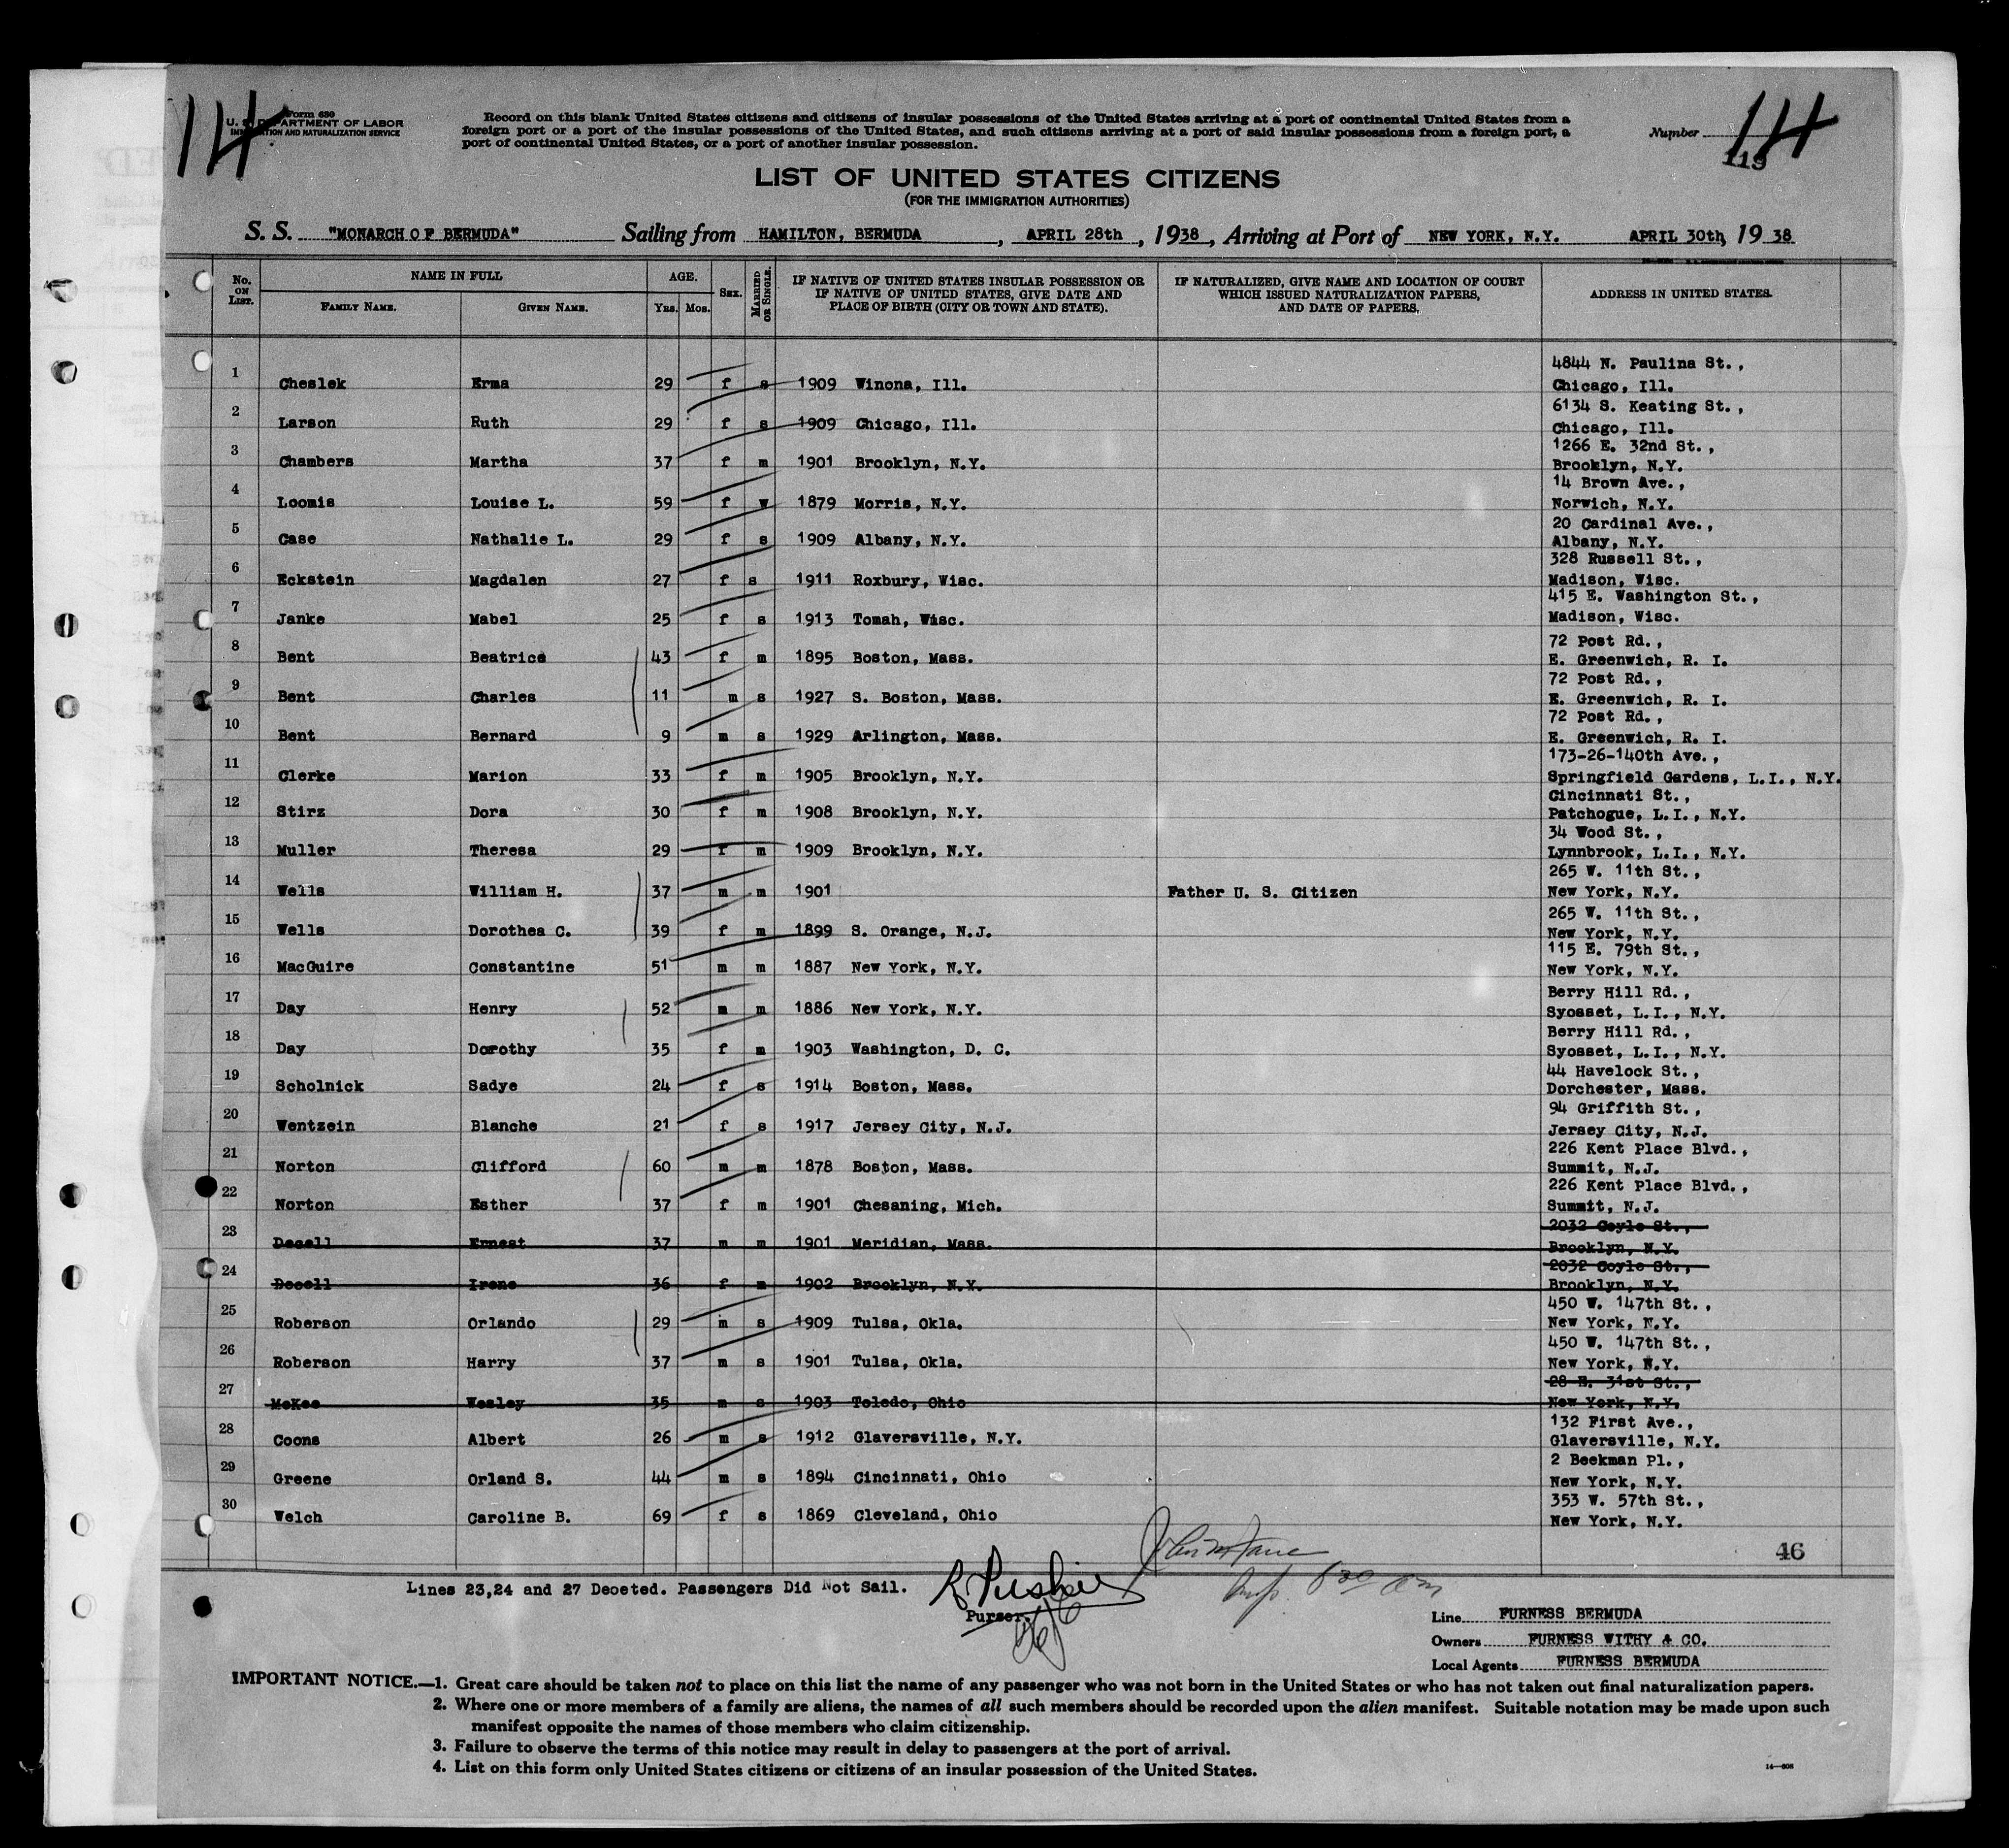 14
Form 630
U. S. DEPARTMENT OF LABOR
IMMIGRATION AND NATURALIZATION SERVICE
Record on this blank United States citizens and citizens of insular possessions of the United States arriving at a port of continental United States from a
foreign port or a port of the insular possessions of the United States, and such citizens arriving at a port of said insular possessions from a foreign port, a
port of continental United States, or a port of another insular possession.
Number 14
119
LIST OF UNITED STATES CITIZENS
(FOR THE IMMIGRATION AUTHORITIES)
S. S. "MONARCH OF BERMUDA" Sailing from HAMILTON, BERMUDA, APRIL 28th, 1938, Arriving at Port of NEW YORK, N.Y. APRIL 30th, 1938
No. ON LIST. NAME IN FULL FAMILY NAME. GIVEN NAME. AGE. Yrs. Mos. SEX. MARRIED OR SINGLE. IF NATIVE OF UNITED STATES INSULAR POSSESSION OR IF NATIVE OF UNITED STATES, GIVE DATE AND PLACE OF BIRTH (CITY OR TOWN AND STATE). IF NATURALIZED, GIVE NAME AND LOCATION OF COURT WHICH ISSUED NATURALIZATION PAPERS, AND DATE OF PAPERS. ADDRESS IN UNITED STATES.
1 Cheslek Erma 29 f s 1909 Winona, Ill. 4844 N. Paulina St., Chicago, Ill.
2 Larson Ruth 29 f s 1909 Chicago, Ill. 6134 S. Keating St., Chicago, Ill.
3 Chambers Martha 37 f m 1901 Brooklyn, N.Y. 1266 E. 32nd St., Brooklyn, N.Y.
4 Loomis Louise L. 59 f w 1879 Morris, N.Y. 14 Brown Ave., Norwich, N.Y.
5 Case Nathalie L. 29 f s 1909 Albany, N.Y. 20 Cardinal Ave., Albany, N.Y.
6 Eckstein Magdalen 27 f s 1911 Roxbury, Wisc. 328 Russell St., Madison, Wisc.
7 Janke Mabel 25 f s 1913 Tomah, Wisc. 415 E. Washington St., Madison, Wisc.
8 Bent Beatrice 43 f m 1895 Boston, Mass. 72 Post Rd., E. Greenwich, R. I.
9 Bent Charles 11 m s 1927 S. Boston, Mass. 72 Post Rd., E. Greenwich, R. I.
10 Bent Bernard 9 m s 1929 Arlington, Mass. 72 Post Rd., E. Greenwich, R. I.
11 Clerke Marion 33 f m 1905 Brooklyn, N.Y. 173-26-140th Ave., Springfield Gardens, L.I., N.Y.
12 Stirz Dora 30 f m 1908 Brooklyn, N.Y. Cincinnati St., Patchogue, L.I., N.Y.
13 Muller Theresa 29 f m 1909 Brooklyn, N.Y. 34 Wood St., Lynnbrook, L.I., N.Y.
14 Wells William H. 37 m m 1901 Father U. S. Citizen 265 W. 11th St., New York, N.Y.
15 Wells Dorothea C. 39 f m 1899 S. Orange, N.J. 265 W. 11th St., New York, N.Y.
16 MacGuire Constantine 51 m m 1887 New York, N.Y. 115 E. 79th St., New York, N.Y.
17 Day Henry 52 m m 1886 New York, N.Y. Berry Hill Rd., Syosset, L.I., N.Y.
18 Day Dorothy 35 f m 1903 Washington, D. C. Berry Hill Rd., Syosset, L.I., N.Y.
19 Scholnick Sadye 24 f s 1914 Boston, Mass. 44 Havelock St., Dorchester, Mass.
20 Wentzein Blanche 21 f s 1917 Jersey City, N.J. 94 Griffith St., Jersey City, N.J.
21 Norton Clifford 60 m m 1878 Boston, Mass. 226 Kent Place Blvd., Summit, N.J.
22 Norton Esther 37 f m 1901 Chesaning, Mich. 226 Kent Place Blvd., Summit, N.J.
23 Decell Ernest 37 m m 1901 Meridian, Mass. 2032 Coyle St., Brooklyn, N.Y.
24 Decell Irene 36 f m 1902 Brooklyn, N.Y. 2032 Coyle St., Brooklyn, N.Y.
25 Roberson Orlando 29 m s 1909 Tulsa, Okla. 450 W. 147th St., New York, N.Y.
26 Roberson Harry 37 m s 1901 Tulsa, Okla. 450 W. 147th St., New York, N.Y.
27 McKee Wesley 35 m s 1903 Toledo, Ohio 28 E. 31st St., New York, N.Y.
28 Coons Albert 26 m s 1912 Glaversville, N.Y. 132 First Ave., Glaversville, N.Y.
29 Greene Orland S. 44 m s 1894 Cincinnati, Ohio 2 Beekman Pl., New York, N.Y.
30 Welch Caroline B. 69 f s 1869 Cleveland, Ohio 353 W. 57th St., New York, N.Y.
46
Lines 23,24 and 27 Deoeted. Passengers Did Not Sail.
Purser.
Line FURNESS BERMUDA
Owners FURNESS WITHY & CO.
Local Agents FURNESS BERMUDA
IMPORTANT NOTICE.—1. Great care should be taken not to place on this list the name of any passenger who was not born in the United States or who has not taken out final naturalization papers.
2. Where one or more members of a family are aliens, the names of all such members should be recorded upon the alien manifest. Suitable notation may be made upon such
manifest opposite the names of those members who claim citizenship.
3. Failure to observe the terms of this notice may result in delay to passengers at the port of arrival.
4. List on this form only United States citizens or citizens of an insular possession of the United States.
14—608